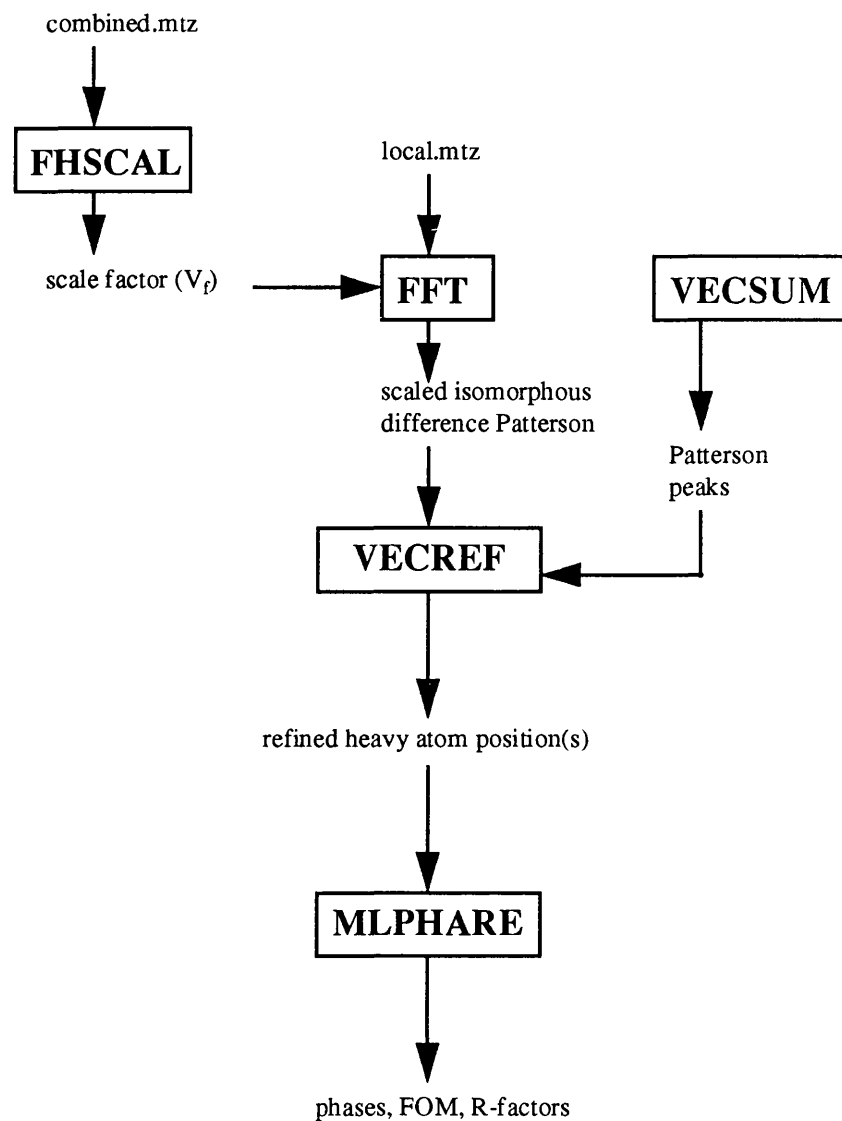 combined.mtz
FHSCAL
local.mtz
scale factor (Vf)
FFT
VECSUM
scaled isomorphous
difference Patterson
Patterson
peaks
VECREF
refined heavy atom position(s)
MLPHARE
phases, FOM, R-factors